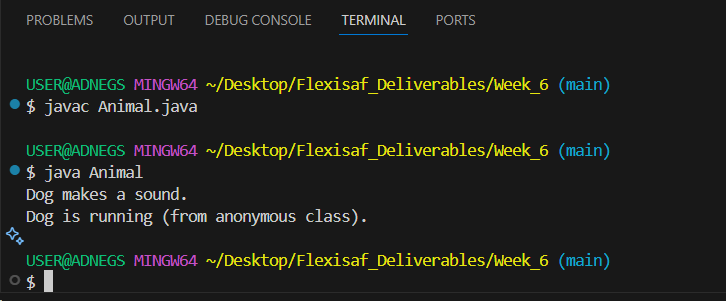 PROBLEMS OUTPUT DEBUG CONSOLE TERMINAL PORTS
USER@ADNEGS MINGW64 ~/Desktop/Flexisaf_Deliverables/Week_6 (main)
$ javac Animal.java
USER@ADNEGS MINGW64 ~/Desktop/Flexisaf_Deliverables/Week_6 (main)
$ java Animal
Dog makes a sound.
Dog is running (from anonymous class).
USER@ADNEGS MINGW64 ~/Desktop/Flexisaf_Deliverables/Week_6 (main)
$